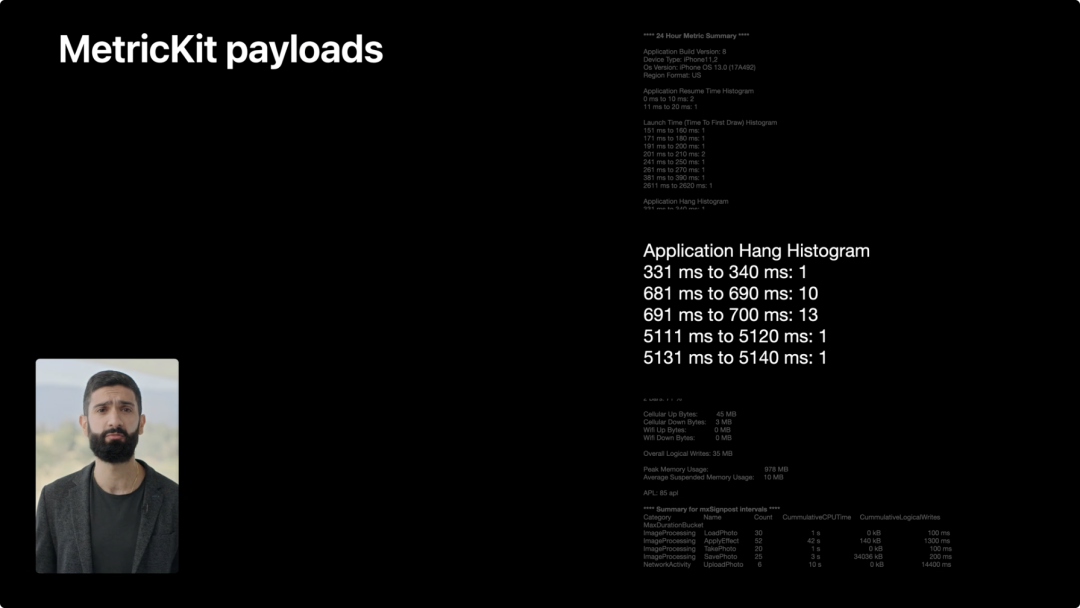 MetricKit payloads
**** 24 Hour Metric Summary ****
Application Build Version: 8
Device Type: iPhone11,2
Os Version: iPhone OS 13.0 (17A492)
Region Format: US
Application Resume Time Histogram
0 ms to 10 ms: 2
11 ms to 20 ms: 1
Launch Time (Time To First Draw) Histogram
151 ms to 160 ms: 1
171 ms to 180 ms: 1
191 ms to 200 ms: 1
201 ms to 210 ms: 2
241 ms to 250 ms: 1
261 ms to 270 ms: 1
381 ms to 390 ms: 1
2611 ms to 2620 ms: 1
Application Hang Histogram
331 ms to 340 ms: 1
Application Hang Histogram
331 ms to 340 ms: 1
681 ms to 690 ms: 10
691 ms to 700 ms: 13
5111 ms to 5120 ms: 1
5131 ms to 5140 ms: 1
Cellular Up Bytes: 45 MB
Cellular Down Bytes: 3 MB
Wifi Up Bytes: 0 MB
Wifi Down Bytes: 0 MB
Overall Logical Writes: 35 MB
Peak Memory Usage: 978 MB
Average Suspended Memory Usage: 10 MB
APL: 85 apl
**** Summary for mxSignpost intervals ****
Category Name Count CummulativeCPUTime CummulativeLogicalWrites
MaxDurationBucket
ImageProcessing LoadPhoto 30 1 s 0 kB 100 ms
ImageProcessing ApplyEffect 52 42 s 140 kB 1300 ms
ImageProcessing TakePhoto 20 1 s 0 kB 100 ms
ImageProcessing SavePhoto 25 3 s 34036 kB 200 ms
NetworkActivity UploadPhoto 6 10 s 0 kB 14400 ms